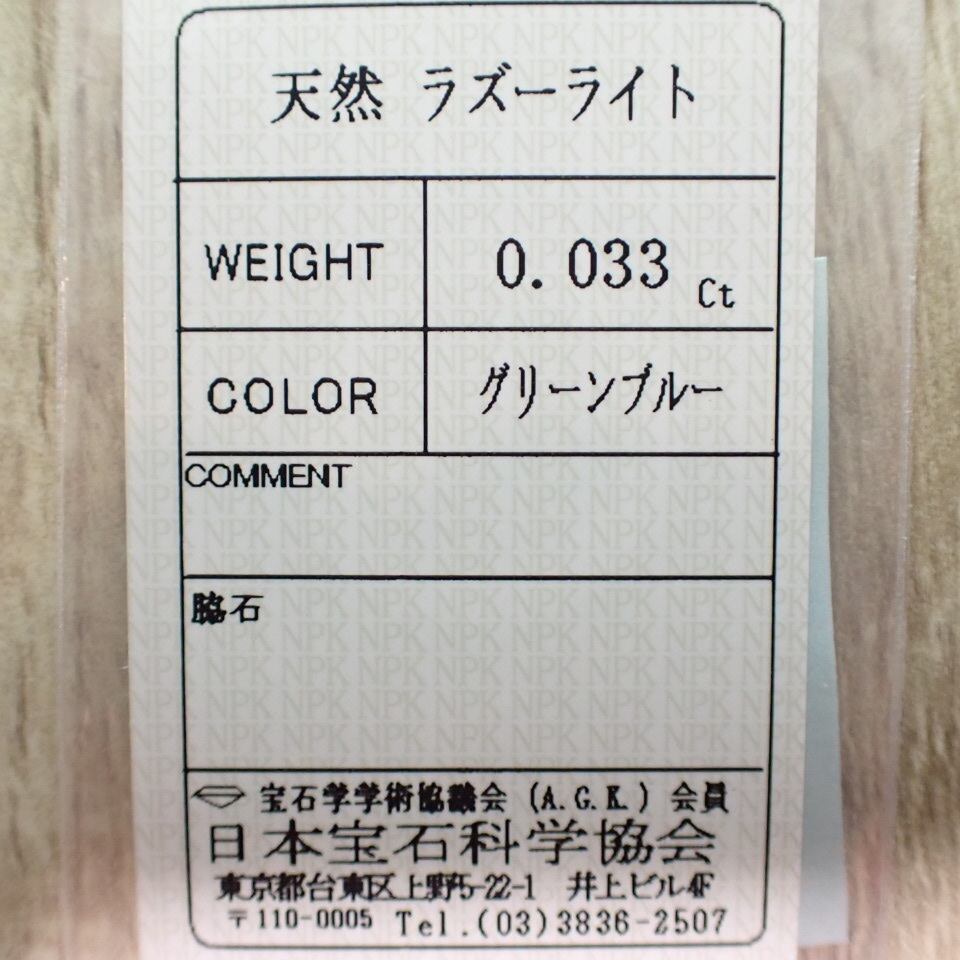 天然 ラズーライト
WEIGHT
0.033 Ct
COLOR
グリーンブルー
COMMENT
脇石
宝石学学術協議会 (A.G.K.) 会員
日本宝石科学協会
東京都台東区上野5-22-1 井上ビル4F
〒110-0005 Tel.(03)3836-2507